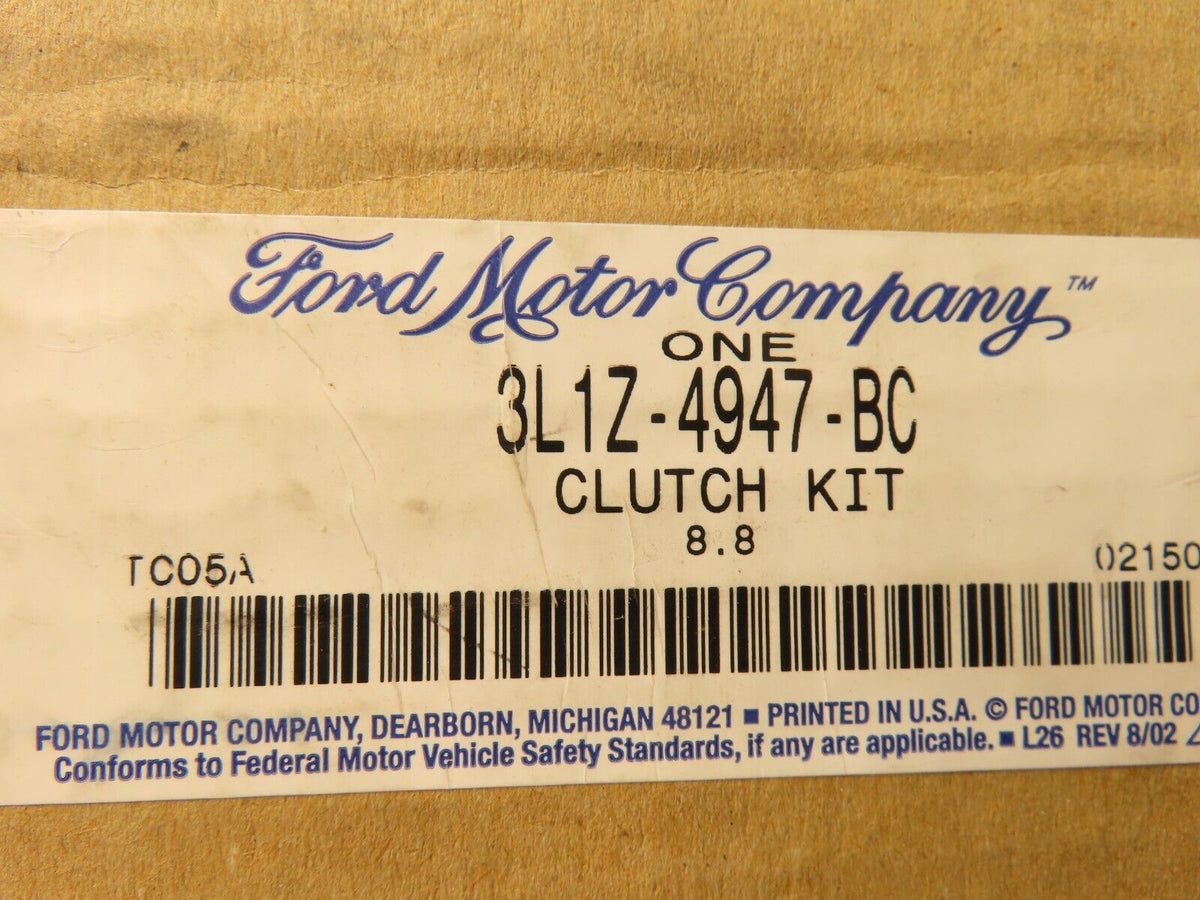 Ford Motor Company™
ONE
3L1Z-4947-BC
CLUTCH KIT
8.8
TC05A 02150
FORD MOTOR COMPANY, DEARBORN, MICHIGAN 48121 ■ PRINTED IN U.S.A. © FORD MOTOR CO
Conforms to Federal Motor Vehicle Safety Standards, if any are applicable. ■ L26 REV 8/02